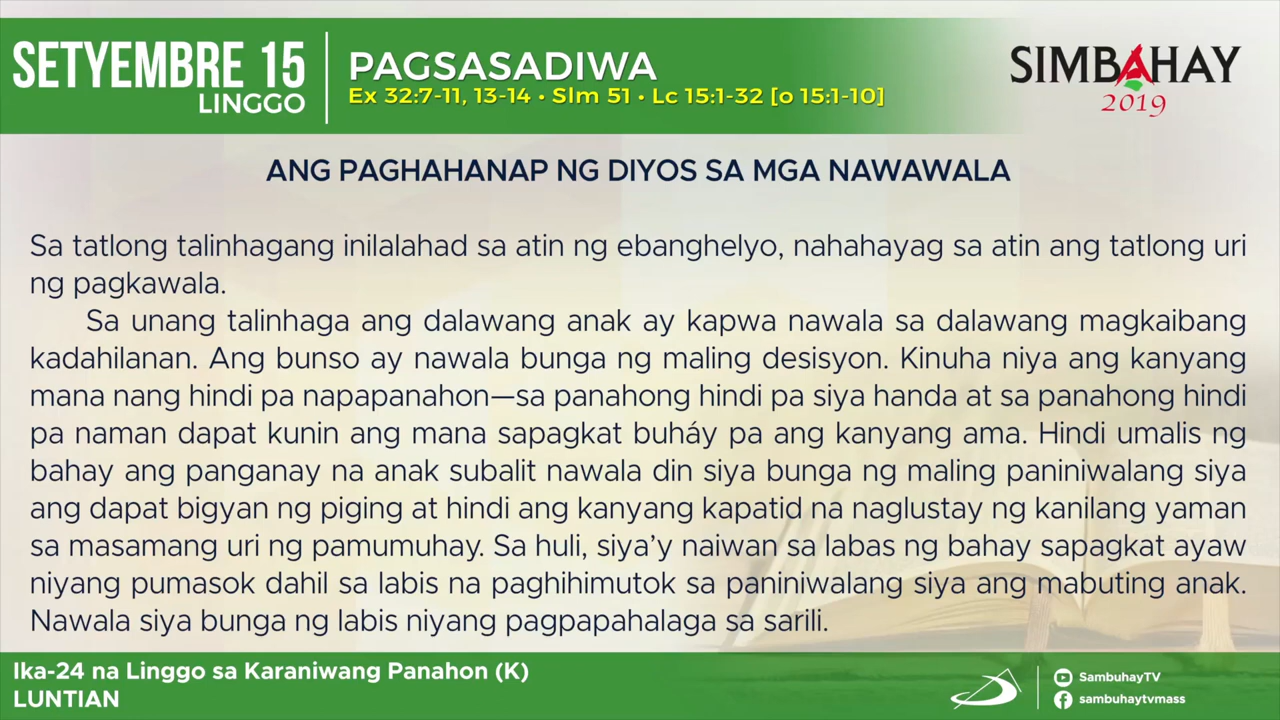 SETYEMBRE 15
LINGGO
PAGSASADIWA
Ex 32:7-11, 13-14 • Slm 51 • Lc 15:1-32 [o 15:1-10]
SIMBAHAY
2019
ANG PAGHAHANAP NG DIYOS SA MGA NAWAWALA
Sa tatlong talinhagang inilalahad sa atin ng ebanghelyo, nahahayag sa atin ang tatlong uri
ng pagkawala.
Sa unang talinhaga ang dalawang anak ay kapwa nawala sa dalawang magkaibang
kadahilanan. Ang bunso ay nawala bunga ng maling desisyon. Kinuha niya ang kanyang
mana nang hindi pa napapanahon—sa panahong hindi pa siya handa at sa panahong hindi
pa naman dapat kunin ang mana sapagkat buháy pa ang kanyang ama. Hindi umalis ng
bahay ang panganay na anak subalit nawala din siya bunga ng maling paniniwalang siya
ang dapat bigyan ng piging at hindi ang kanyang kapatid na naglustay ng kanilang yaman
sa masamang uri ng pamumuhay. Sa huli, siya’y naiwan sa labas ng bahay sapagkat ayaw
niyang pumasok dahil sa labis na paghihimutok sa paniniwalang siya ang mabuting anak.
Nawala siya bunga ng labis niyang pagpapahalaga sa sarili.
Ika-24 na Linggo sa Karaniwang Panahon (K)
LUNTIAN
SambuhayTV
sambuhaytvmass